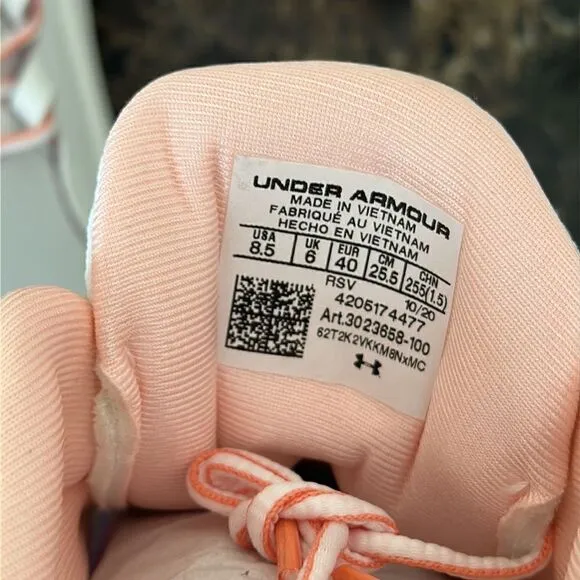 UNDER ARMOUR
MADE IN VIETNAM
FABRIQUÉ AU VIETNAM
HECHO EN VIETNAM
USA UK EUR CM CHN
8.5 6 40 25.5 255(1.5)
RSV 10/20
4205174477
Art.3023658-100
62T2K2VKKM8NxMC